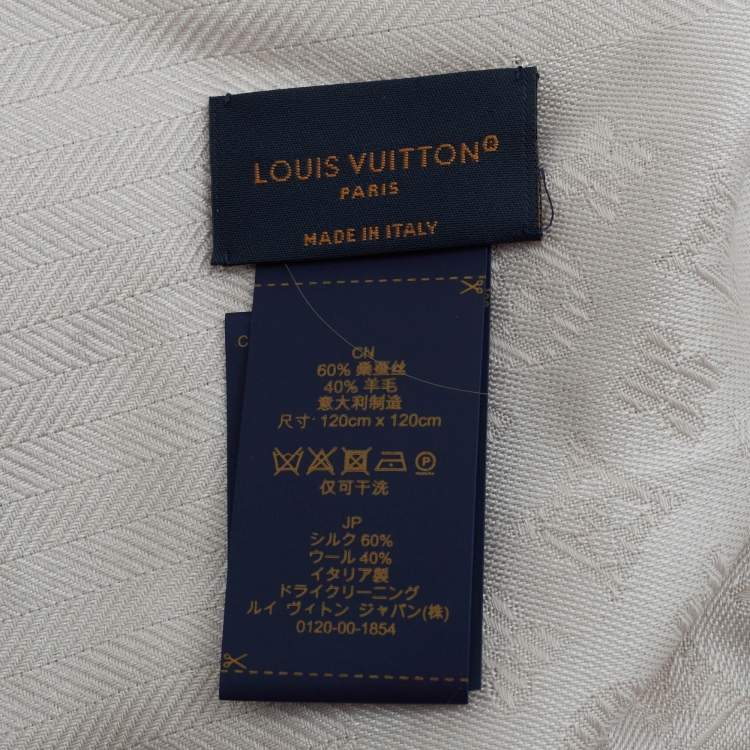 LOUIS VUITTON®
PARIS
MADE IN ITALY
C
CN
60% 桑蚕丝
40% 羊毛
意大利制造
尺寸: 120cm x 120cm
仅可干洗
JP
シルク 60%
ウール 40%
イタリア製
ドライクリーニング
ルイ ヴィトン ジャパン(株)
0120-00-1854